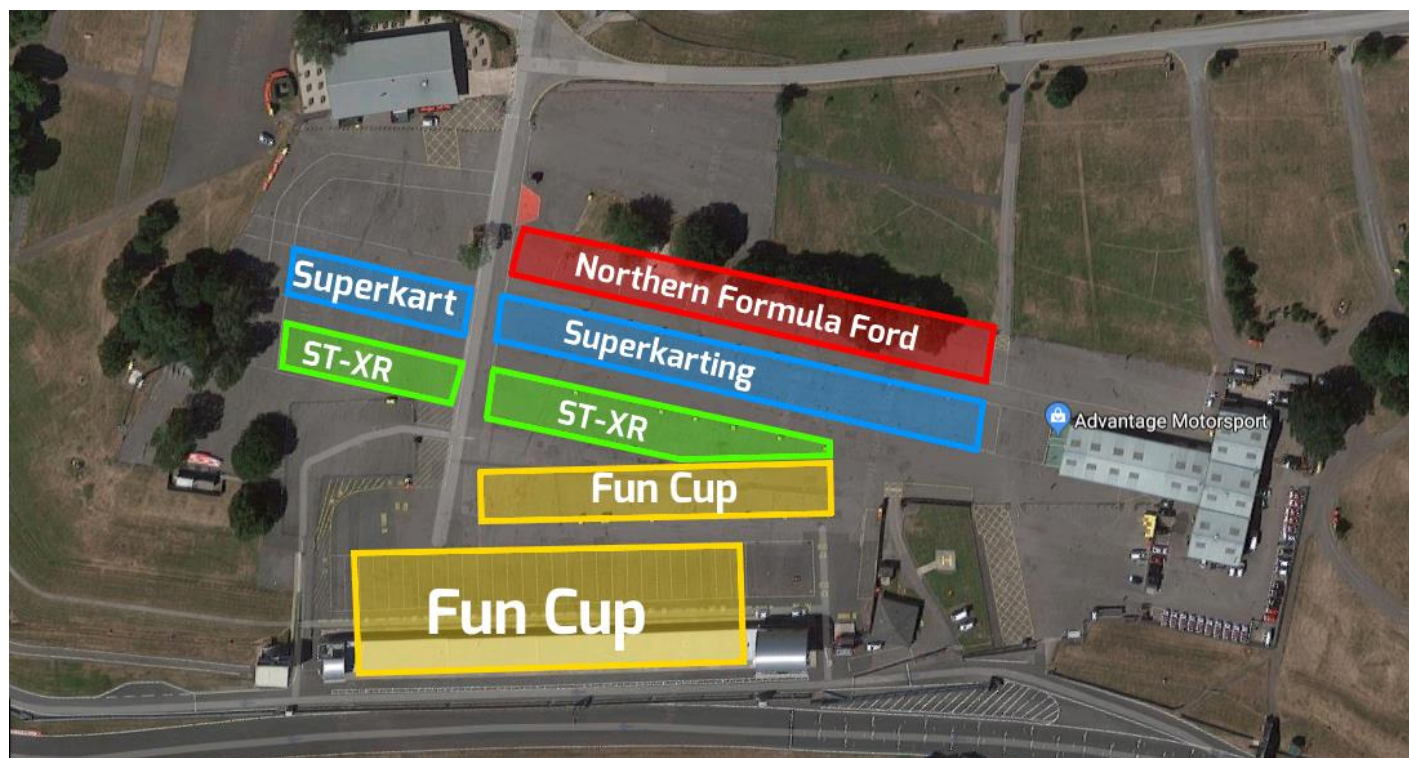 Northern Formula Ford
Superkart
Superkarting
ST-XR
ST-XR
Advantage Motorsport
Fun Cup
Fun Cup